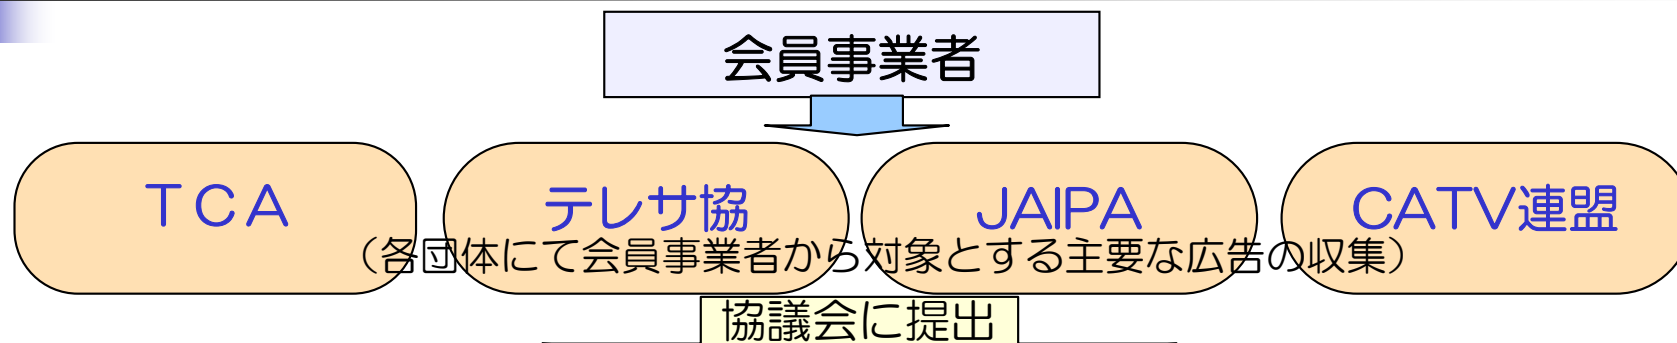 会員事業者
TCA
テレサ協
JAIPA
CATV連盟
（各団体にて会員事業者から対象とする主要な広告の収集）
協議会に提出